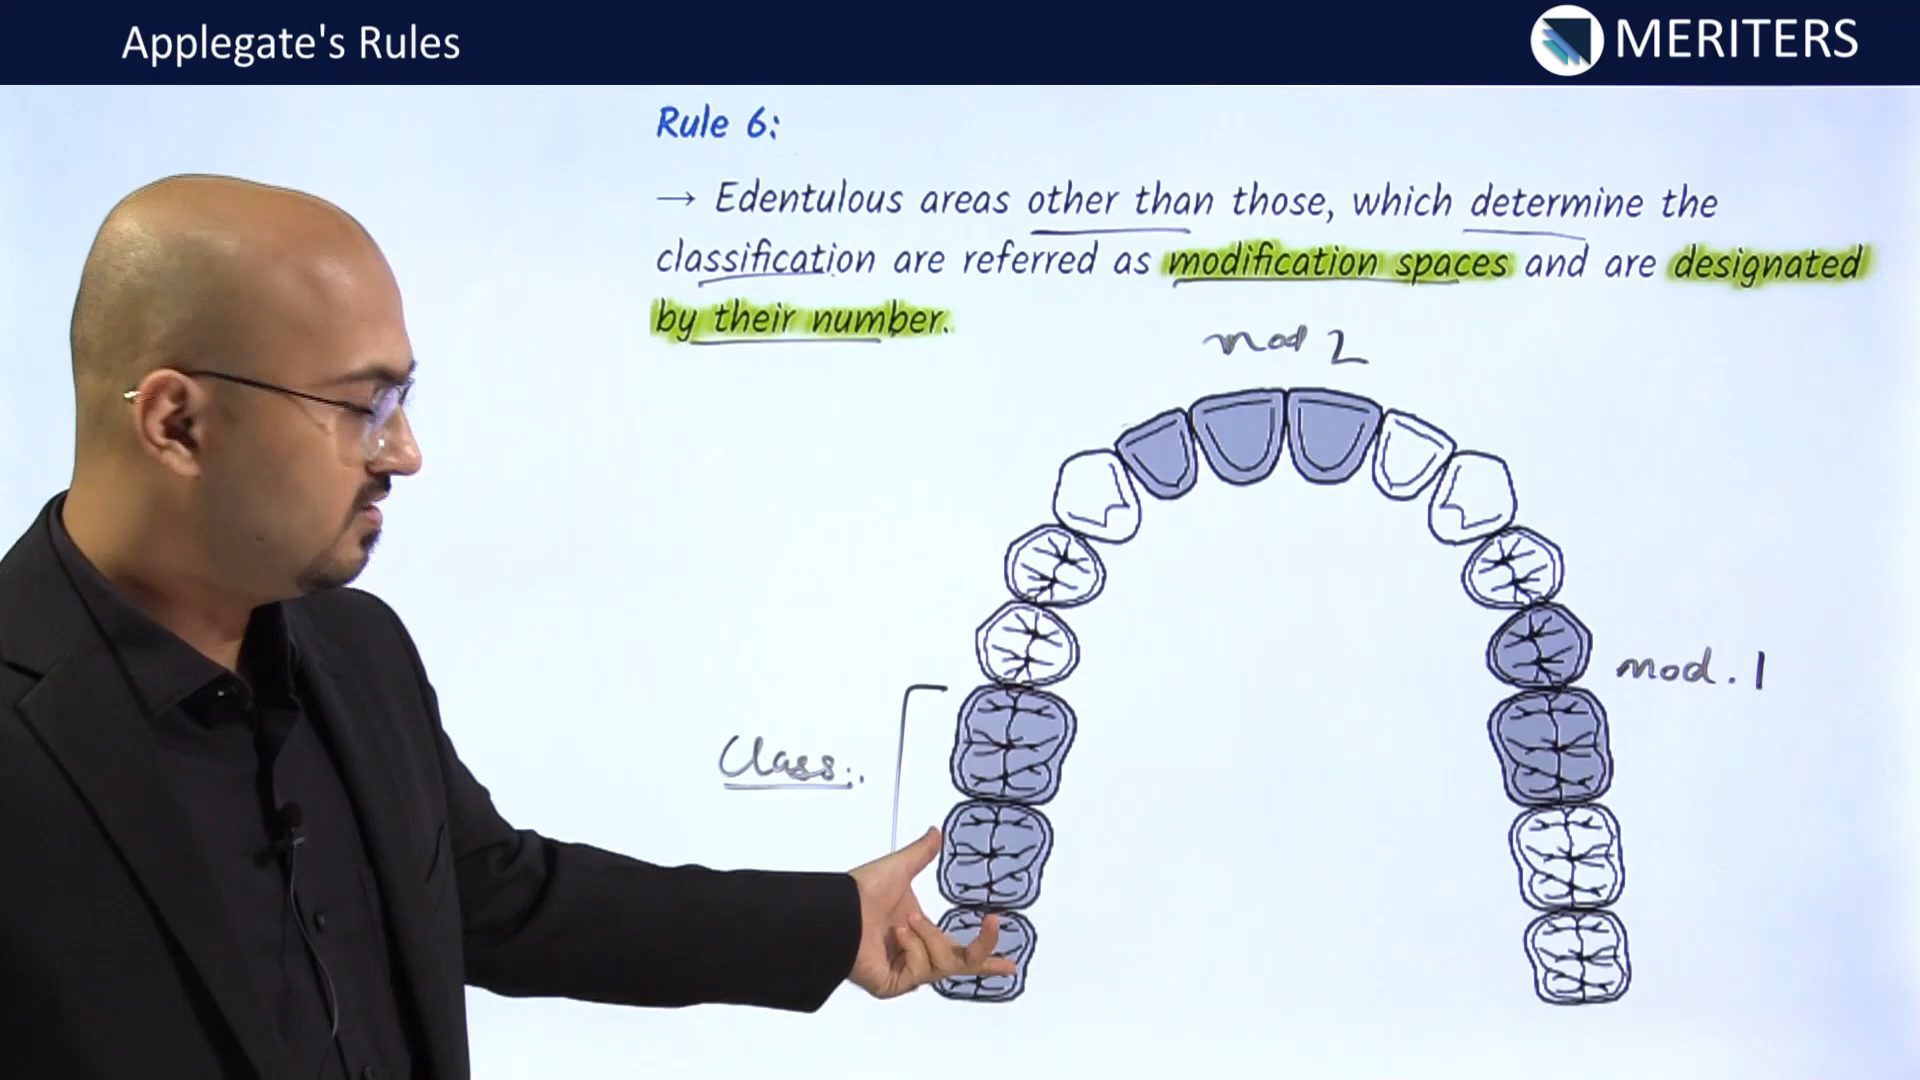 Applegate's Rules
MERITERS
Rule 6:
→ Edentulous areas other than those, which determine the
classification are referred as modification spaces and are designated
by their number.
mod 2
mod. 1
Class:.